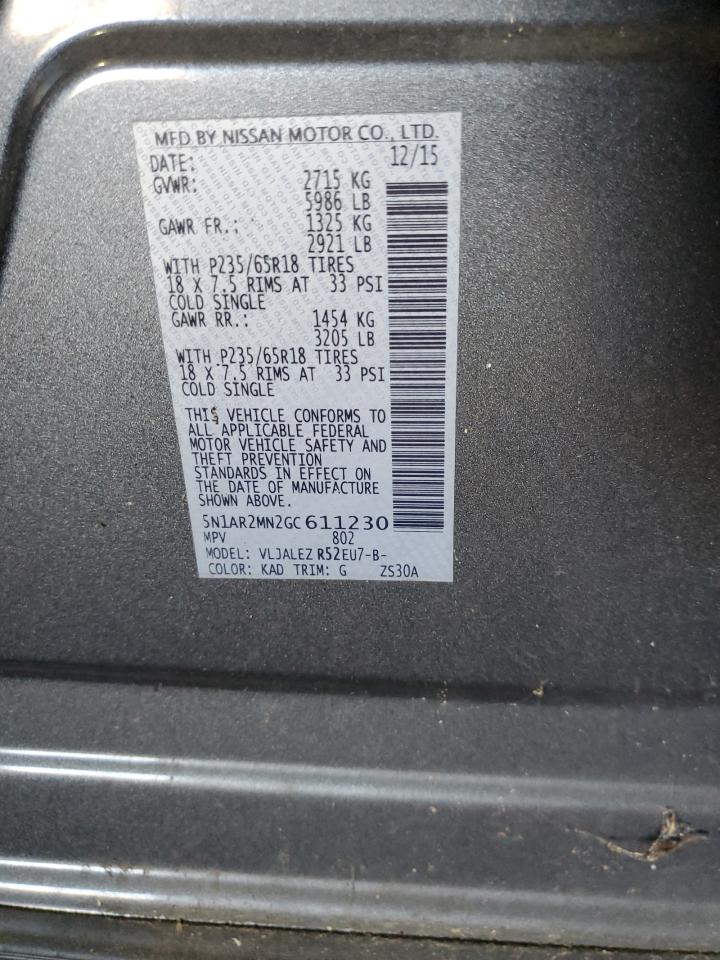 MFD BY NISSAN MOTOR CO., LTD.
DATE: 12/15
GVWR: 2715 KG
5986 LB
GAWR FR.: 1325 KG
2921 LB
WITH P235/65R18 TIRES
18 X 7.5 RIMS AT 33 PSI
COLD SINGLE
GAWR RR.: 1454 KG
3205 LB
WITH P235/65R18 TIRES
18 X 7.5 RIMS AT 33 PSI
COLD SINGLE
THIS VEHICLE CONFORMS TO
ALL APPLICABLE FEDERAL
MOTOR VEHICLE SAFETY AND
THEFT PREVENTION
STANDARDS IN EFFECT ON
THE DATE OF MANUFACTURE
SHOWN ABOVE.
5N1AR2MN2GC611230
MPV 802
MODEL: VLJALEZ R52EU7-B-
COLOR: KAD TRIM: G ZS30A